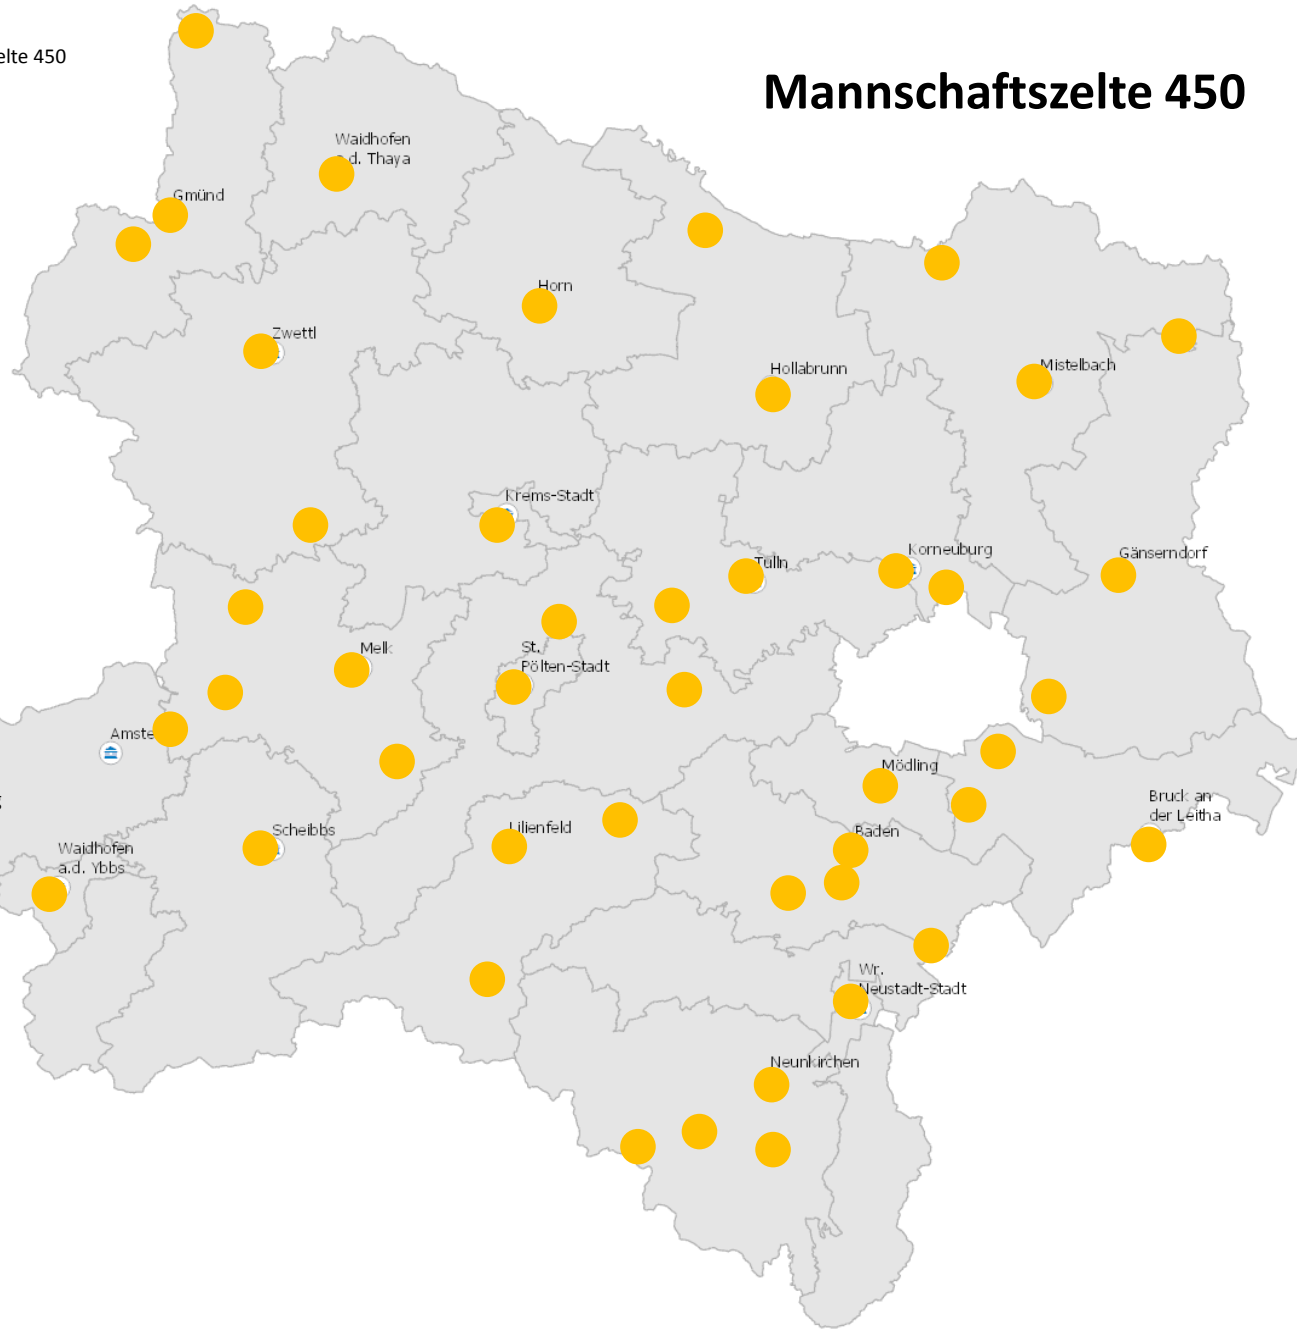 elte 450
Mannschaftszelte 450
Waidhofen
a.d. Thaya
Gmünd
Horn
Zwettl
Hollabrunn
Mistelbach
Krems-Stadt
Korneuburg
Gänserndorf
Tulln
Melk
St.
Pölten-Stadt
Amste
Mödling
Bruck an
der Leitha
Scheibbs
Lilienfeld
Baden
Waidhofen
a.d. Ybbs
Wr.
Neustadt-Stadt
Neunkirchen